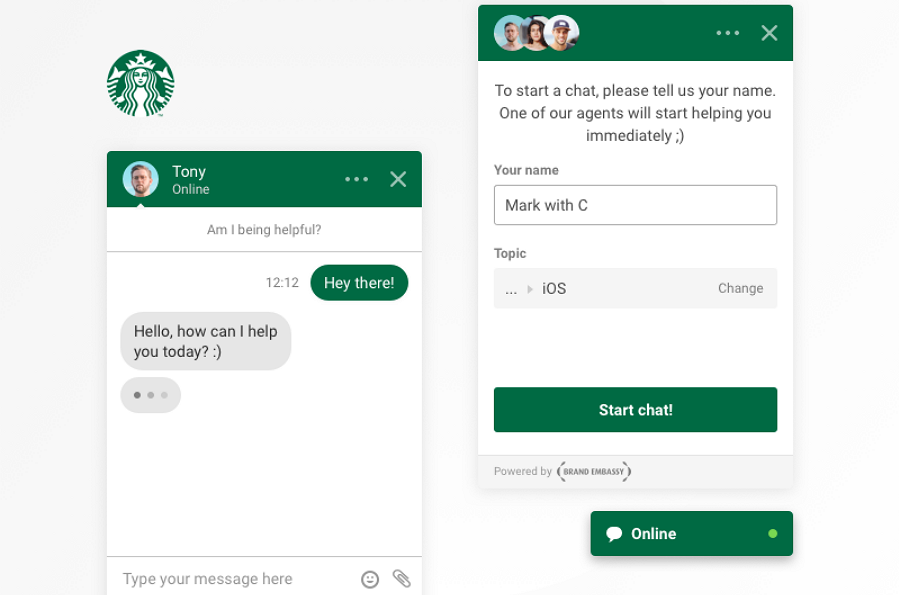 Tony
Online
Am I being helpful?
12:12
Hey there!
Hello, how can I help
you today? :)
Type your message here
To start a chat, please tell us your name.
One of our agents will start helping you
immediately ;)
Your name
Mark with C
Topic
... iOS Change
Start chat!
Powered by BRAND EMBASSY
Online